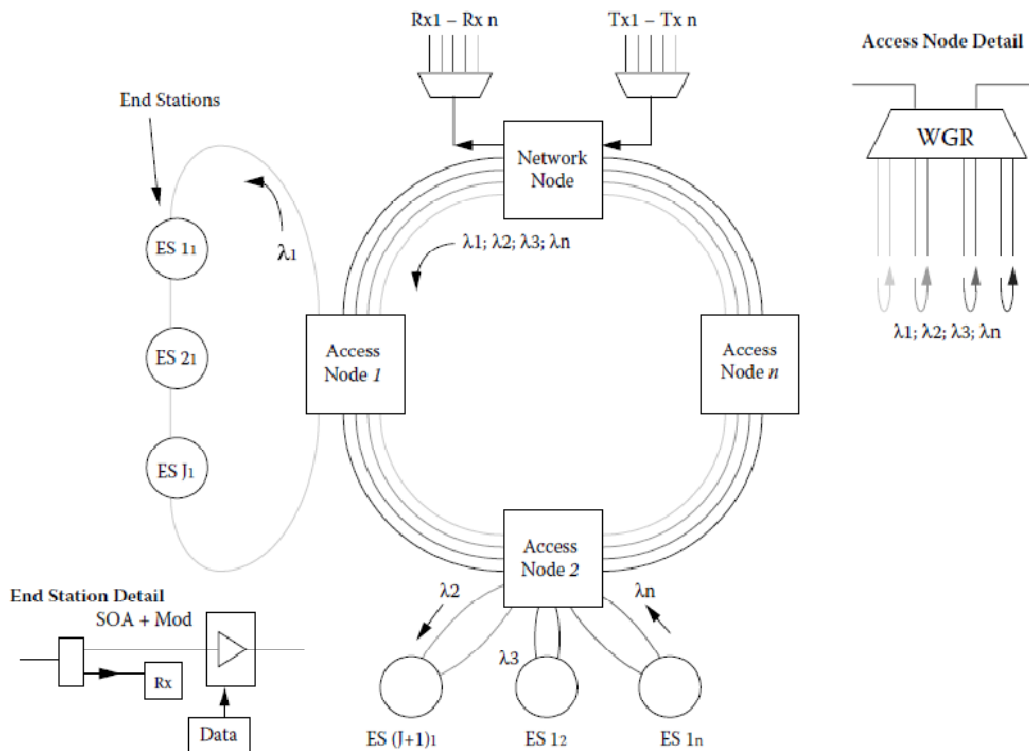 Rx1 – Rx n
Tx1 – Tx n
Access Node Detail
End Stations
WGR
Network
Node
ES 11
λ1
λ1; λ2; λ3; λn
ES 21
Access
Node 1
Access
Node n
λ1; λ2; λ3; λn
ES J1
Access
Node 2
End Station Detail
SOA + Mod
Rx
Data
λ2
λn
λ3
ES (J+1)1
ES 12
ES 1n